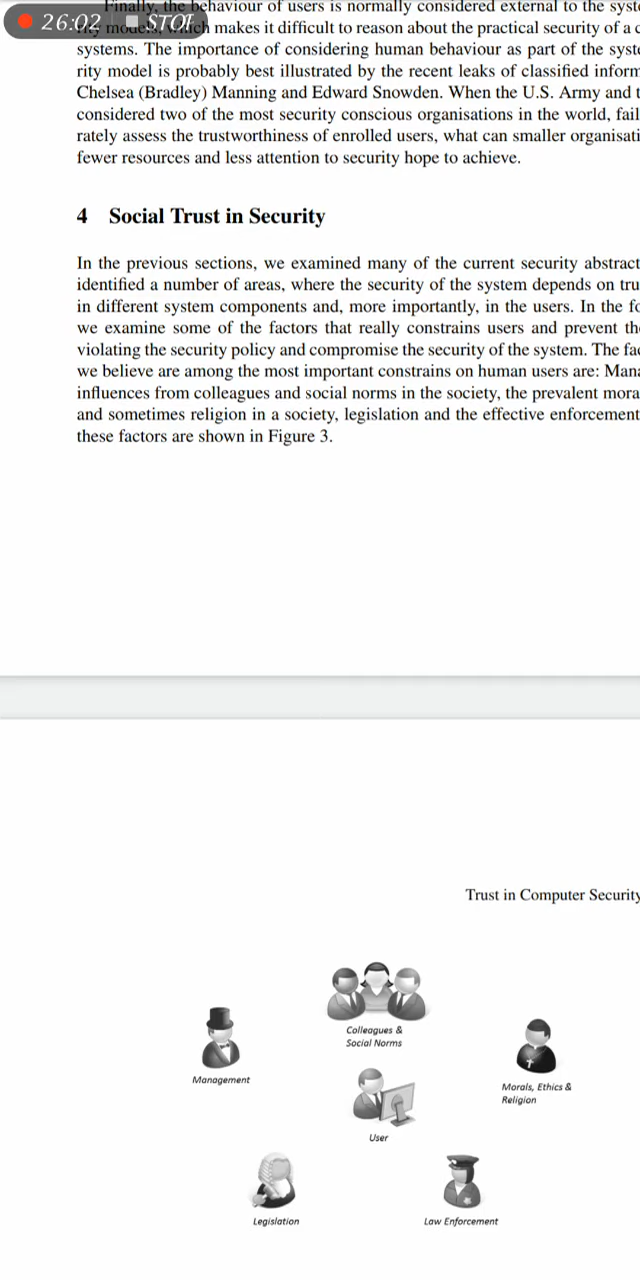 Finally, the behaviour of users is normally considered external to the syst
26:02 STOP
rity models, which makes it difficult to reason about the practical security of a c
systems. The importance of considering human behaviour as part of the syst
rity model is probably best illustrated by the recent leaks of classified inform
Chelsea (Bradley) Manning and Edward Snowden. When the U.S. Army and t
considered two of the most security conscious organisations in the world, fail
rately assess the trustworthiness of enrolled users, what can smaller organisati
fewer resources and less attention to security hope to achieve.
4 Social Trust in Security
In the previous sections, we examined many of the current security abstract
identified a number of areas, where the security of the system depends on tru
in different system components and, more importantly, in the users. In the fo
we examine some of the factors that really constrains users and prevent the
violating the security policy and compromise the security of the system. The fac
we believe are among the most important constrains on human users are: Mana
influences from colleagues and social norms in the society, the prevalent mora
and sometimes religion in a society, legislation and the effective enforcement
these factors are shown in Figure 3.
Trust in Computer Security
Colleagues &
Social Norms
Management
Morals, Ethics &
Religion
User
Legislation
Law Enforcement